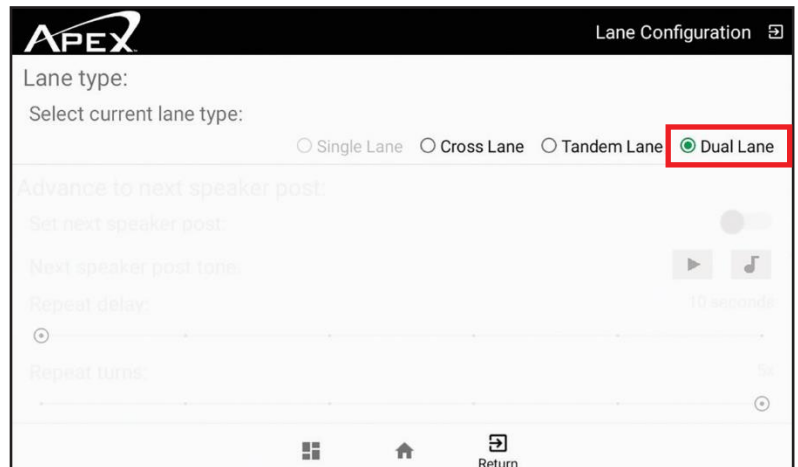 APEX
Lane Configuration
Lane type:
Select current lane type:
Single Lane Cross Lane Tandem Lane Dual Lane
Advance to next speaker post:
Set next speaker post:
Next speaker post tone:
Repeat delay: 10 seconds
Repeat turns:
Return